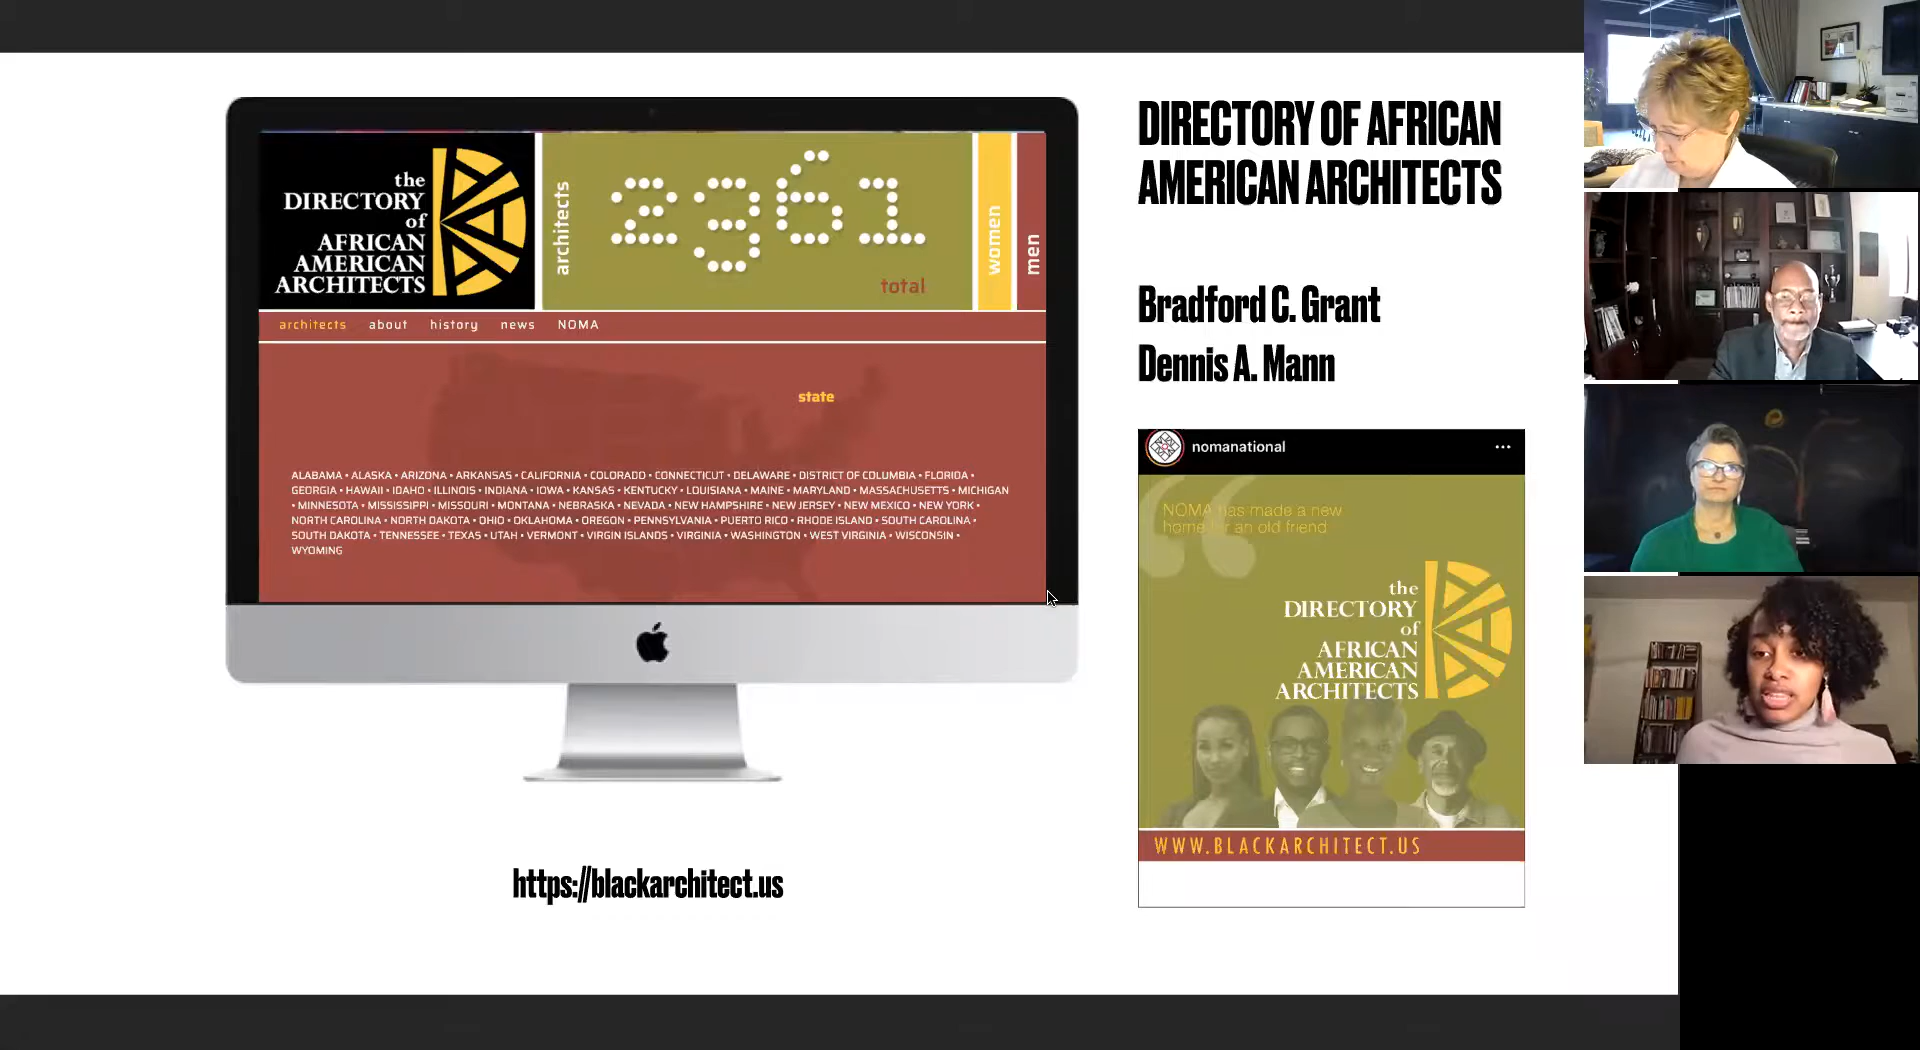 the
DIRECTORY
of
AFRICAN
AMERICAN
ARCHITECTS
architects
2361
total
women
men
architects about history news NOMA
state
ALABAMA • ALASKA • ARIZONA • ARKANSAS • CALIFORNIA • COLORADO • CONNECTICUT • DELAWARE • DISTRICT OF COLUMBIA • FLORIDA •
GEORGIA • HAWAII • IDAHO • ILLINOIS • INDIANA • IOWA • KANSAS • KENTUCKY • LOUISIANA • MAINE • MARYLAND • MASSACHUSETTS • MICHIGAN
• MINNESOTA • MISSISSIPPI • MISSOURI • MONTANA • NEBRASKA • NEVADA • NEW HAMPSHIRE • NEW JERSEY • NEW MEXICO • NEW YORK •
NORTH CAROLINA • NORTH DAKOTA • OHIO • OKLAHOMA • OREGON • PENNSYLVANIA • PUERTO RICO • RHODE ISLAND • SOUTH CAROLINA •
SOUTH DAKOTA • TENNESSEE • TEXAS • UTAH • VERMONT • VIRGIN ISLANDS • VIRGINIA • WASHINGTON • WEST VIRGINIA • WISCONSIN •
WYOMING
https://blackarchitect.us
DIRECTORY OF AFRICAN
AMERICAN ARCHITECTS
Bradford C. Grant
Dennis A. Mann
nomanational
NOMA has made a new
home for an old friend
the
DIRECTORY
of
AFRICAN
AMERICAN
ARCHITECTS
WWW.BLACKARCHITECT.US